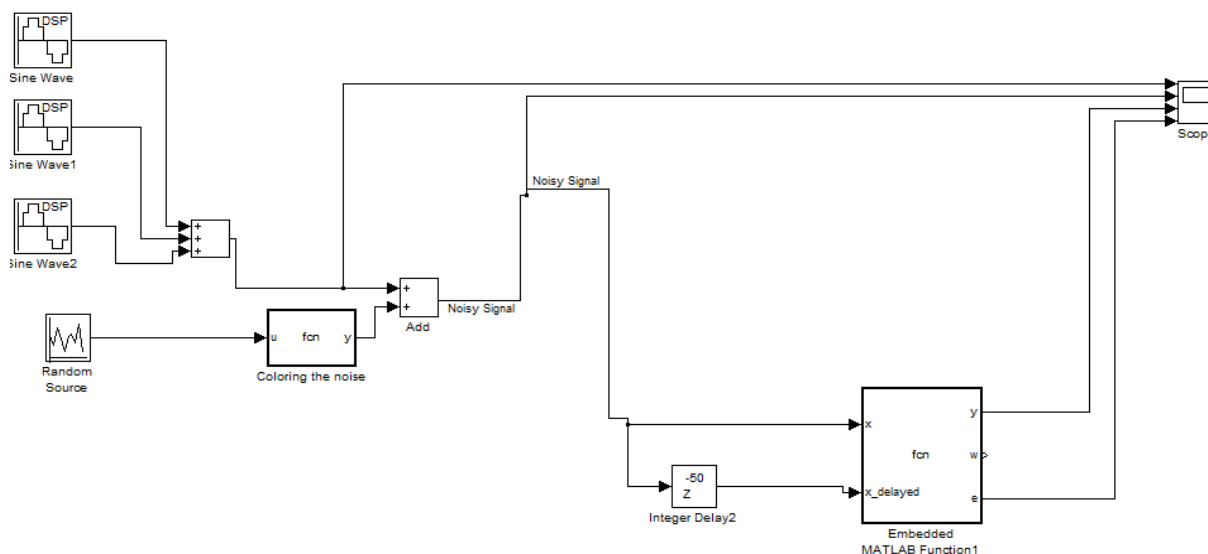 DSP
Sine Wave
DSP
Sine Wave1
DSP
Sine Wave2
+
+
+
Random
Source
u fcn y
Coloring the noise
+
+
Add
Noisy Signal
Noisy Signal
Scop
-50
Z
Integer Delay2
x
x_delayed
fcn
y
w
e
Embedded
MATLAB Function1